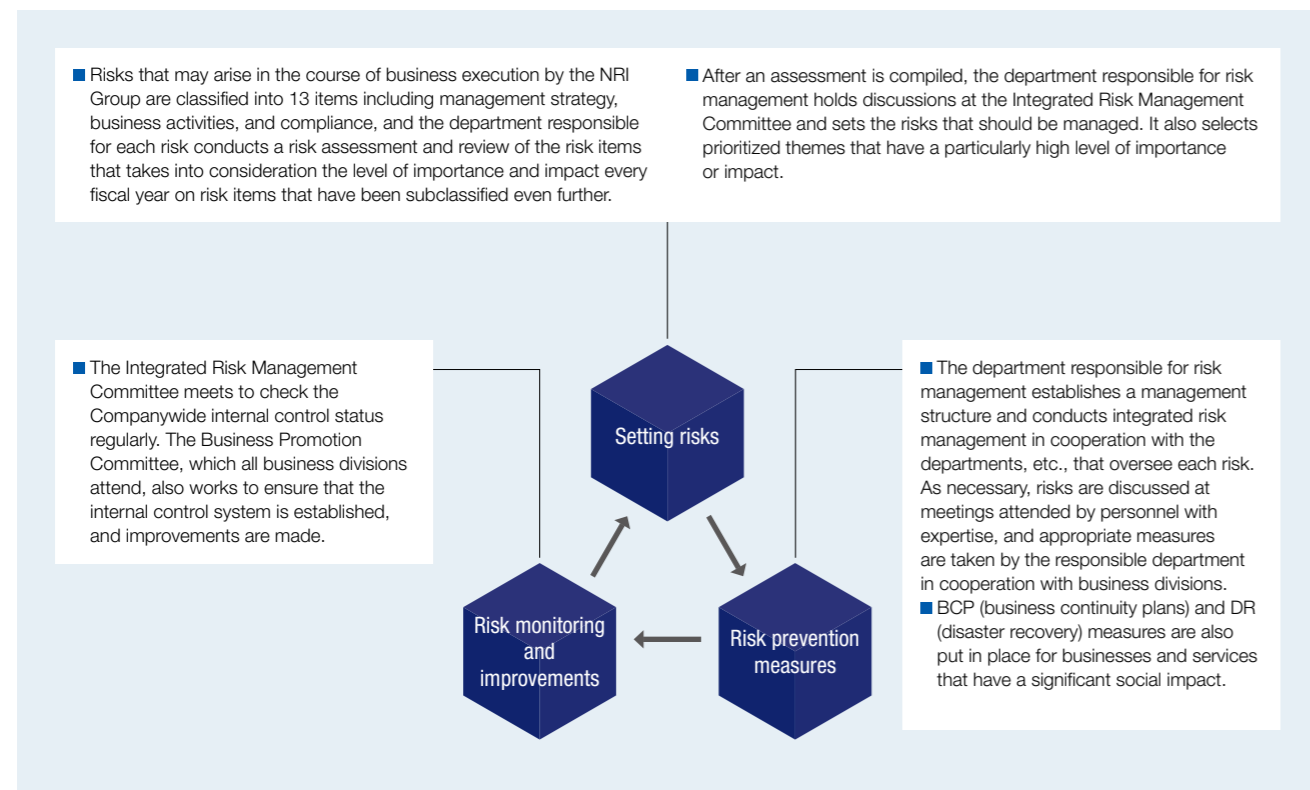 ■ Risks that may arise in the course of business execution by the NRI
Group are classified into 13 items including management strategy,
business activities, and compliance, and the department responsible
for each risk conducts a risk assessment and review of the risk items
that takes into consideration the level of importance and impact every
fiscal year on risk items that have been subclassified even further.
■ After an assessment is compiled, the department responsible for risk
management holds discussions at the Integrated Risk Management
Committee and sets the risks that should be managed. It also selects
prioritized themes that have a particularly high level of importance
or impact.
■ The Integrated Risk Management
Committee meets to check the
Companywide internal control status
regularly. The Business Promotion
Committee, which all business divisions
attend, also works to ensure that the
internal control system is established,
and improvements are made.
Setting risks
■ The department responsible for risk
management establishes a management
structure and conducts integrated risk
management in cooperation with the
departments, etc., that oversee each risk.
As necessary, risks are discussed at
meetings attended by personnel with
expertise, and appropriate measures
are taken by the responsible department
in cooperation with business divisions.
■ BCP (business continuity plans) and DR
(disaster recovery) measures are also
put in place for businesses and services
that have a significant social impact.
Risk monitoring
and
improvements
Risk prevention
measures